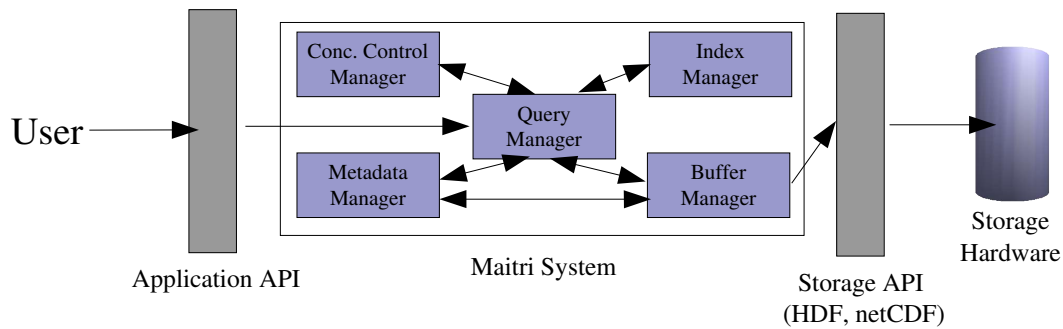 User
Application API
Conc. Control
Manager
Index
Manager
Query
Manager
Metadata
Manager
Buffer
Manager
Maitri System
Storage API
(HDF, netCDF)
Storage
Hardware